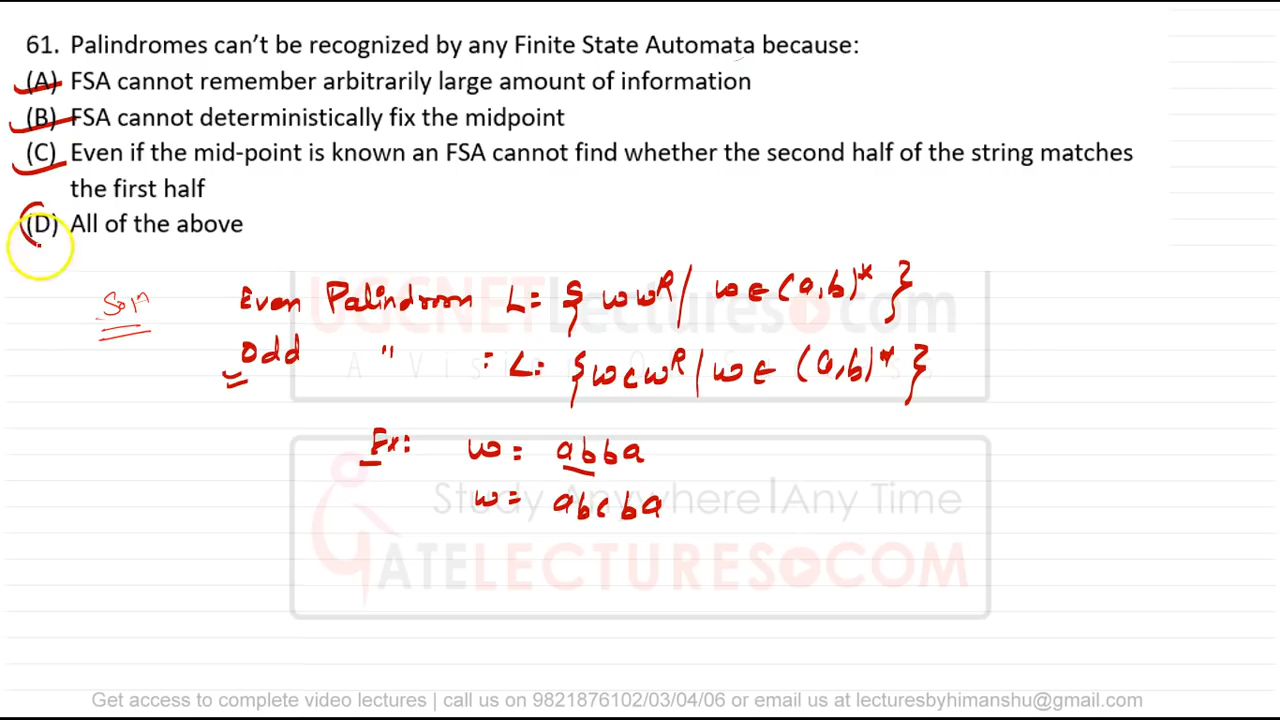 61. Palindromes can't be recognized by any Finite State Automata because:
(A) FSA cannot remember arbitrarily large amount of information
(B) FSA cannot deterministically fix the midpoint
(C) Even if the mid-point is known an FSA cannot find whether the second half of the string matches
the first half
(D) All of the above
Soln
Even Palindrom L= { w w^R / w ∈ (a,b)* }
Odd " : L: { w c w^R / w ∈ (a,b)* }
Ex: w = abba
w = abcba
UGCNETLectures.com
Study Anywhere|Any Time
GATELECTURES.COM
Get access to complete video lectures | call us on 9821876102/03/04/06 or email us at lecturesbyhimanshu@gmail.com